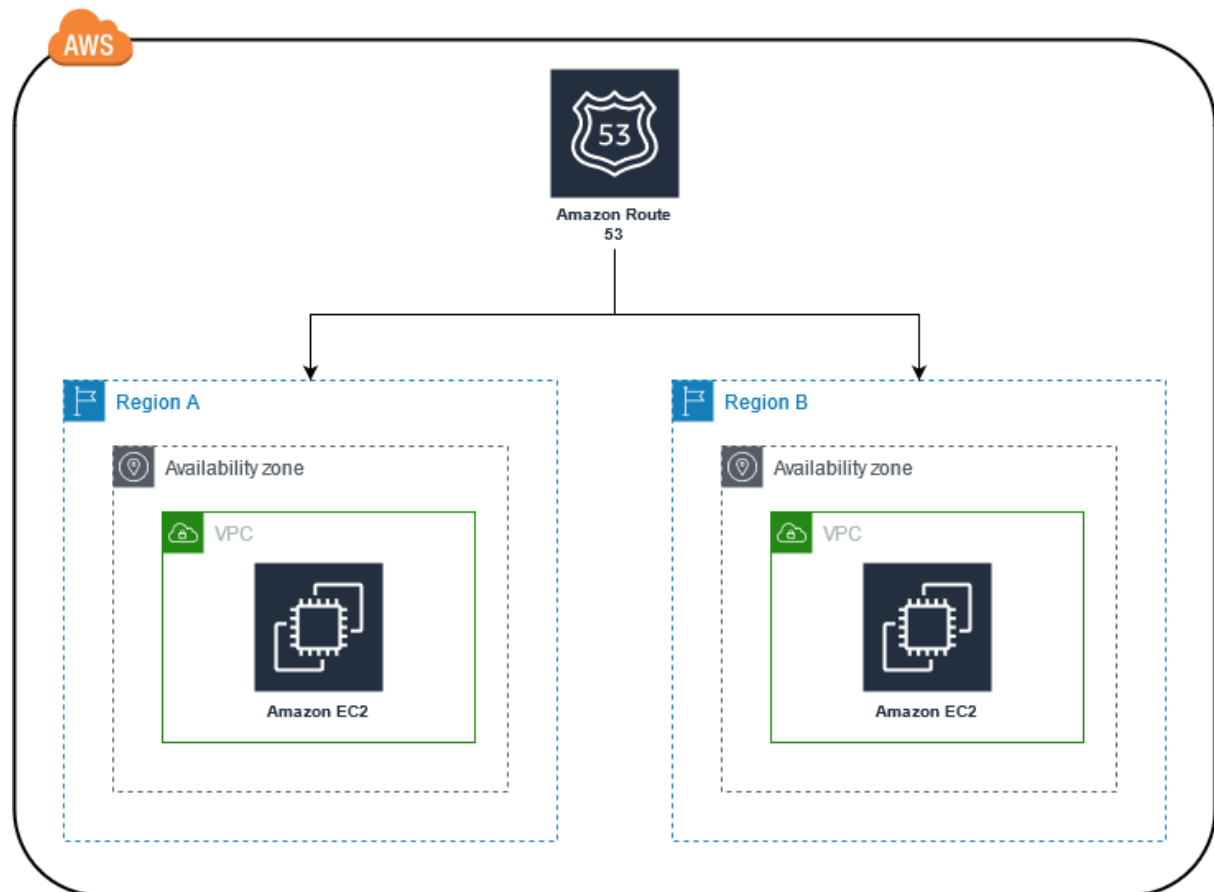 AWS
53
Amazon Route
53
Region A
Region B
Availability zone
Availability zone
VPC
VPC
Amazon EC2
Amazon EC2